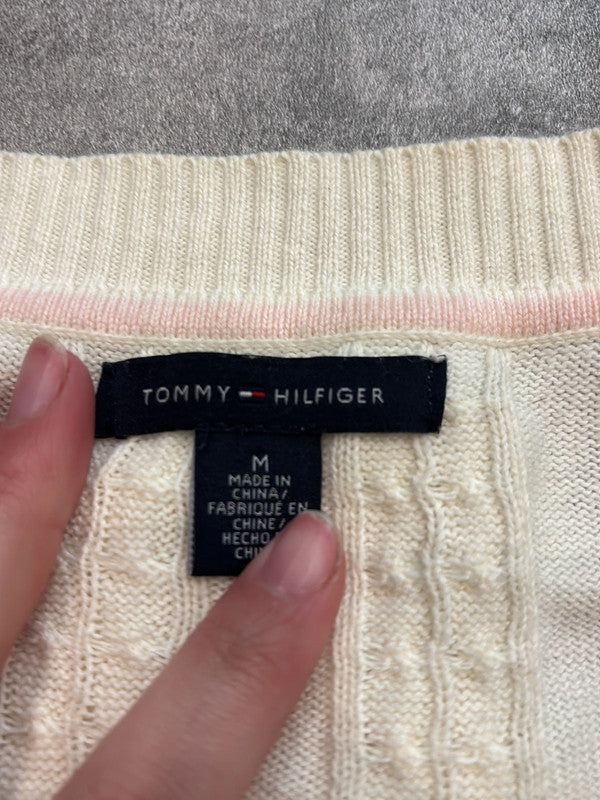 TOMMY HILFIGER
M
MADE IN
CHINA/
FABRIQUÉ EN
CHINE/
HECHO